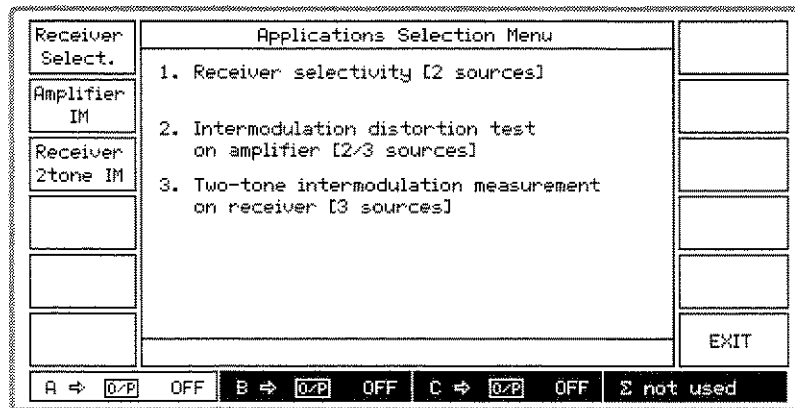 Receiver
Select.
Amplifier
IM
Receiver
2tone IM
Applications Selection Menu
1. Receiver selectivity [2 sources]
2. Intermodulation distortion test
on amplifier [2/3 sources]
3. Two-tone intermodulation measurement
on receiver [3 sources]
EXIT
A ⇨ O/P OFF B ⇨ O/P OFF C ⇨ O/P OFF Σ not used